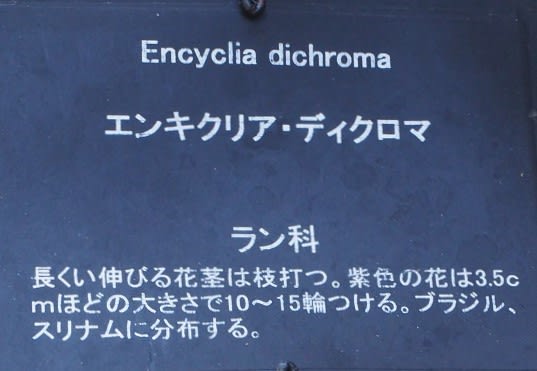 Encyclia dichroma
エンキクリア・ディクロマ
ラン科
長くい伸びる花茎は枝打つ。紫色の花は3.5c
mほどの大きさで10～15輪つける。ブラジル、
スリナムに分布する。